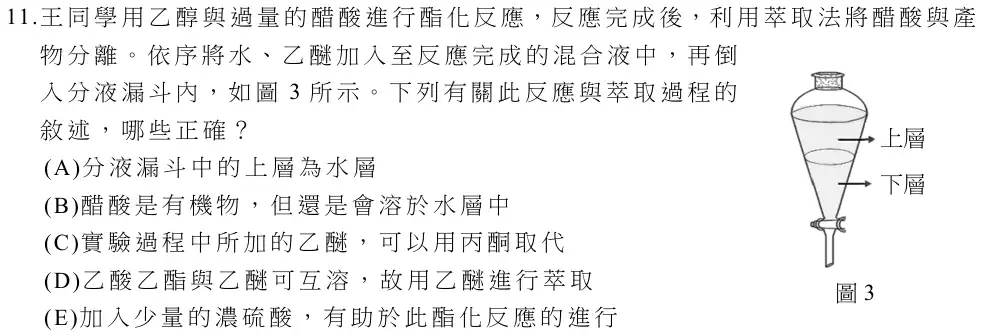 11.王同學用乙醇與過量的醋酸進行酯化反應，反應完成後，利用萃取法將醋酸與產
物分離。依序將水、乙醚加入至反應完成的混合液中，再倒
入分液漏斗內，如圖 3 所示。下列有關此反應與萃取過程的
敘述，哪些正確？
(A)分液漏斗中的上層為水層
(B)醋酸是有機物，但還是會溶於水層中
(C)實驗過程中所加的乙醚，可以用丙酮取代
(D)乙酸乙酯與乙醚可互溶，故用乙醚進行萃取
(E)加入少量的濃硫酸，有助於此酯化反應的進行
上層
下層
圖 3